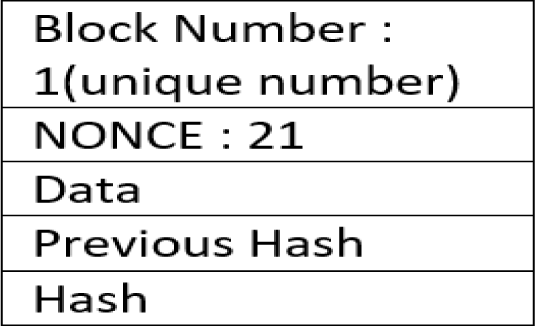 Block Number :
1(unique number)
NONCE : 21
Data
Previous Hash
Hash